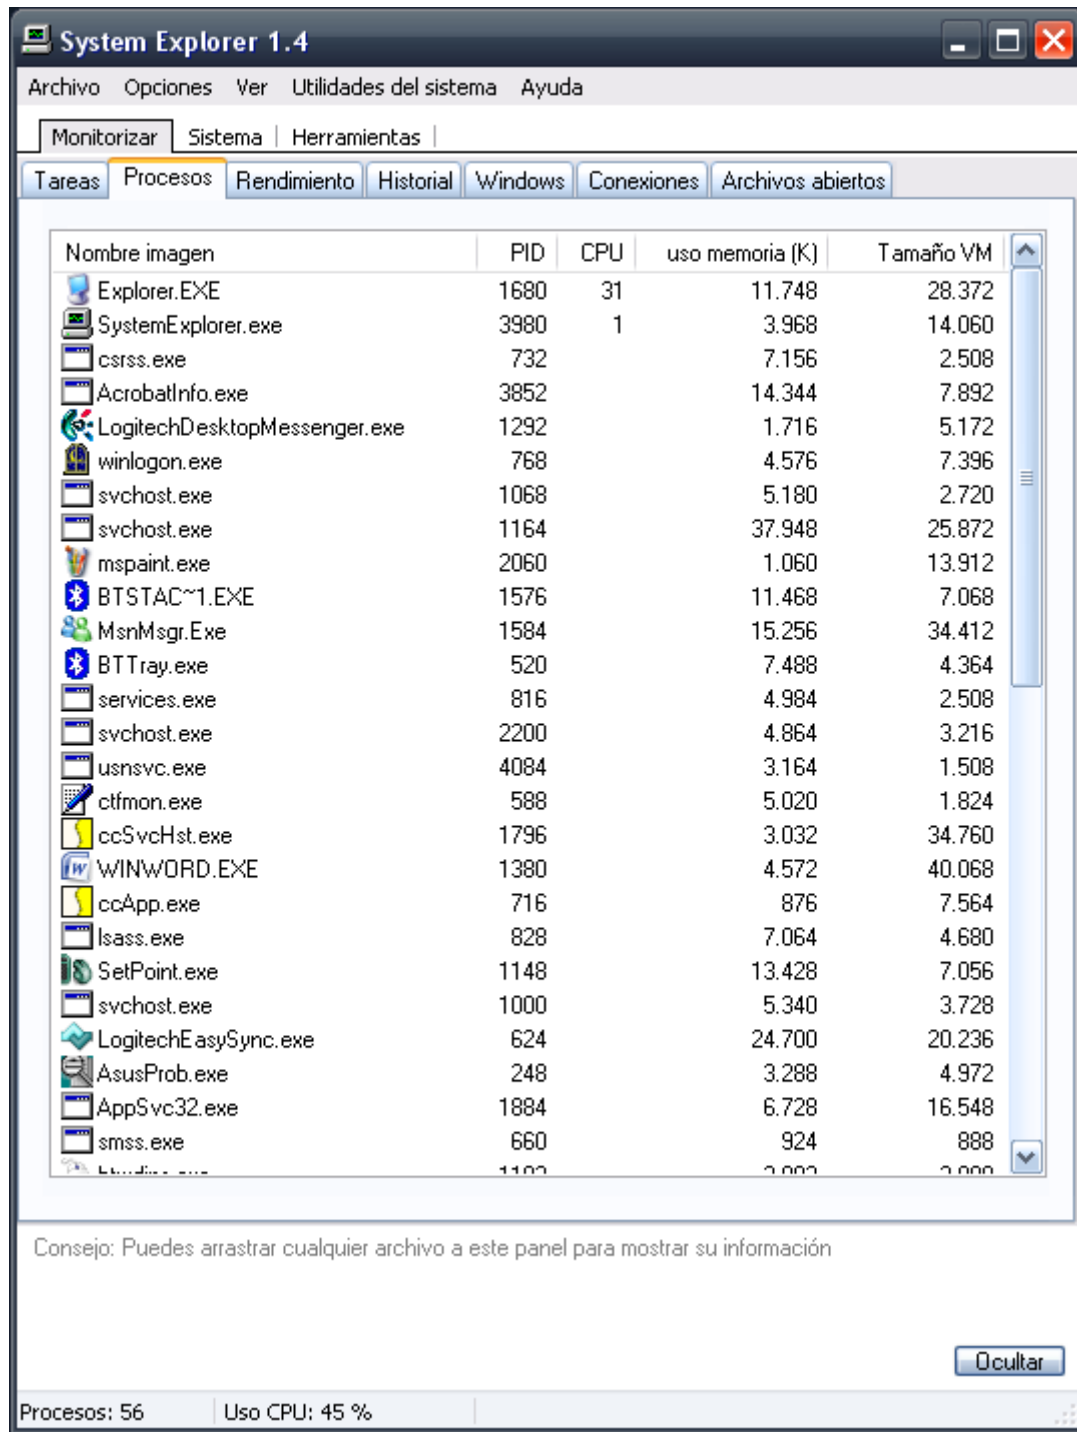 System Explorer 1.4
Archivo Opciones Ver Utilidades del sistema Ayuda
Monitorizar Sistema Herramientas
Tareas Procesos Rendimiento Historial Windows Conexiones Archivos abiertos
Nombre imagen PID CPU uso memoria (K) Tamaño VM
Explorer.EXE 1680 31 11.748 28.372
SystemExplorer.exe 3980 1 3.968 14.060
csrss.exe 732 7.156 2.508
AcrobatInfo.exe 3852 14.344 7.892
LogitechDesktopMessenger.exe 1292 1.716 5.172
winlogon.exe 768 4.576 7.396
svchost.exe 1068 5.180 2.720
svchost.exe 1164 37.948 25.872
mspaint.exe 2060 1.060 13.912
BTSTAC~1.EXE 1576 11.468 7.068
MsnMsgr.Exe 1584 15.256 34.412
BTTray.exe 520 7.488 4.364
services.exe 816 4.984 2.508
svchost.exe 2200 4.864 3.216
usnsvc.exe 4084 3.164 1.508
ctfmon.exe 588 5.020 1.824
ccSvcHst.exe 1796 3.032 34.760
WINWORD.EXE 1380 4.572 40.068
ccApp.exe 716 876 7.564
lsass.exe 828 7.064 4.680
SetPoint.exe 1148 13.428 7.056
svchost.exe 1000 5.340 3.728
LogitechEasySync.exe 624 24.700 20.236
AsusProb.exe 248 3.288 4.972
AppSvc32.exe 1884 6.728 16.548
smss.exe 660 924 888
Consejo: Puedes arrastrar cualquier archivo a este panel para mostrar su información
Ocultar
Procesos: 56 Uso CPU: 45 %